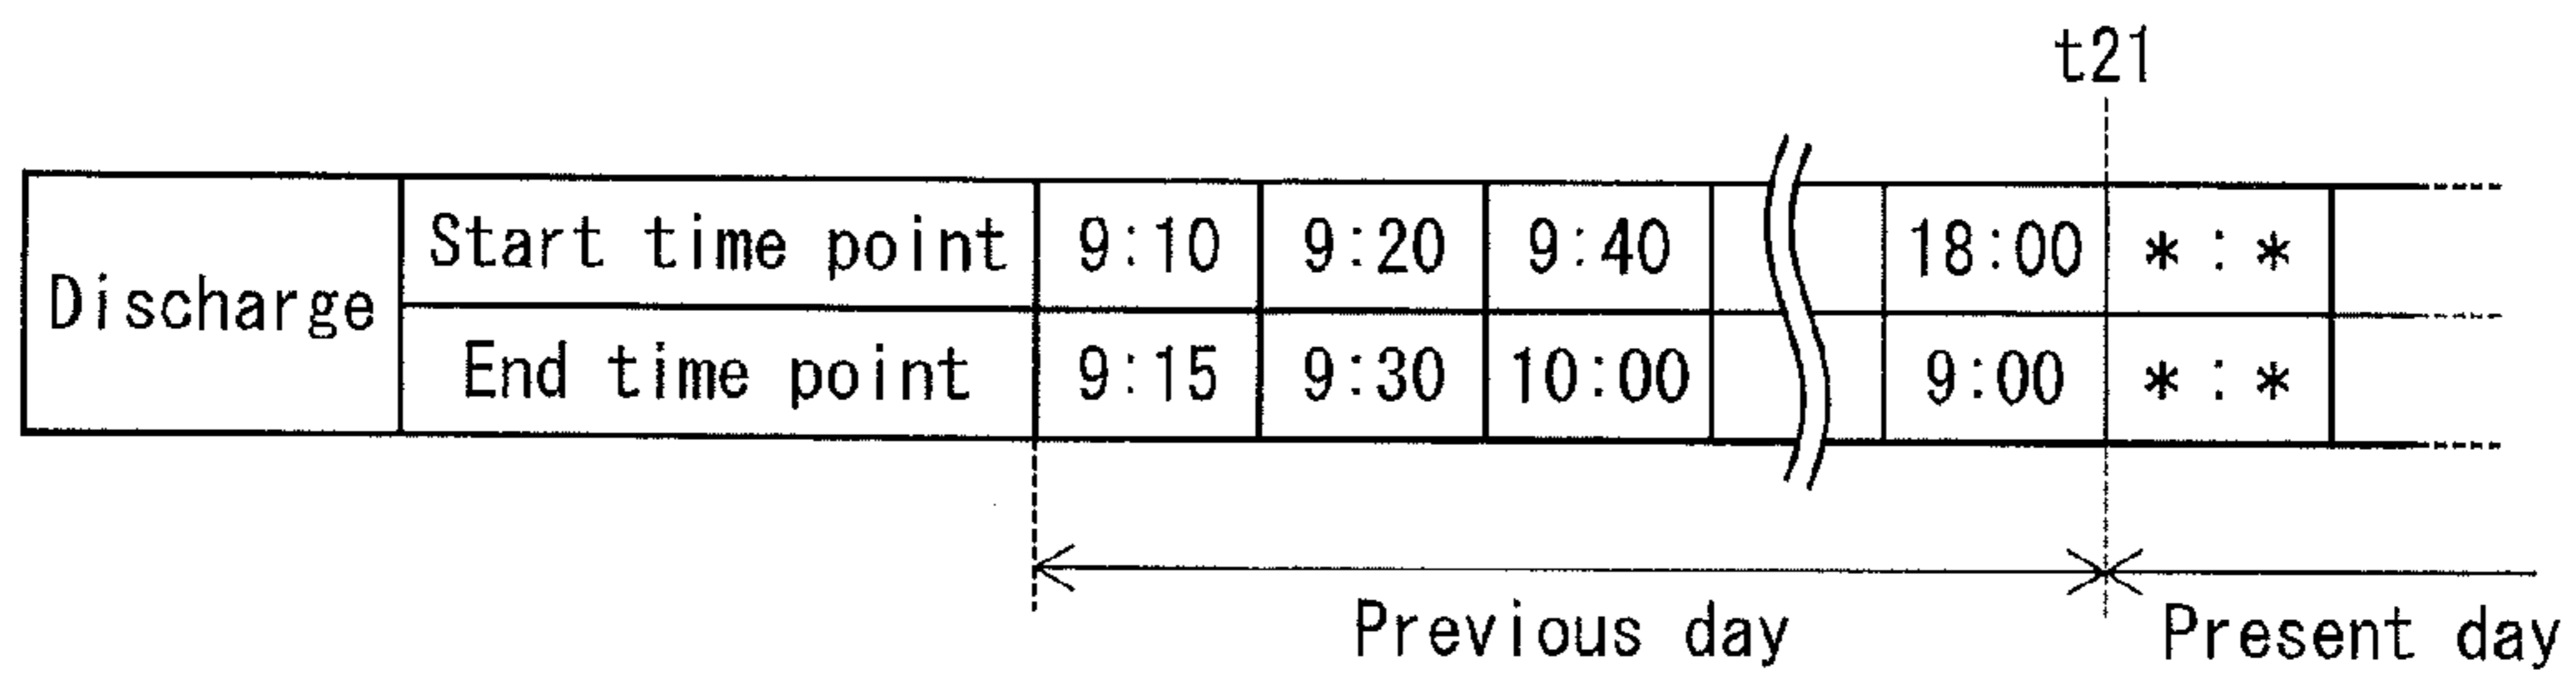 t21
Discharge
Start time point 9:10 9:20 9:40 18:00 *:*
End time point 9:15 9:30 10:00 9:00 *:*
Previous day Present day